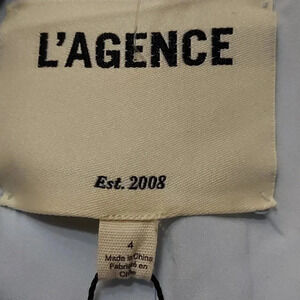 L'AGENCE
Est. 2008
4
Made in China
Fabriqué en
Chine